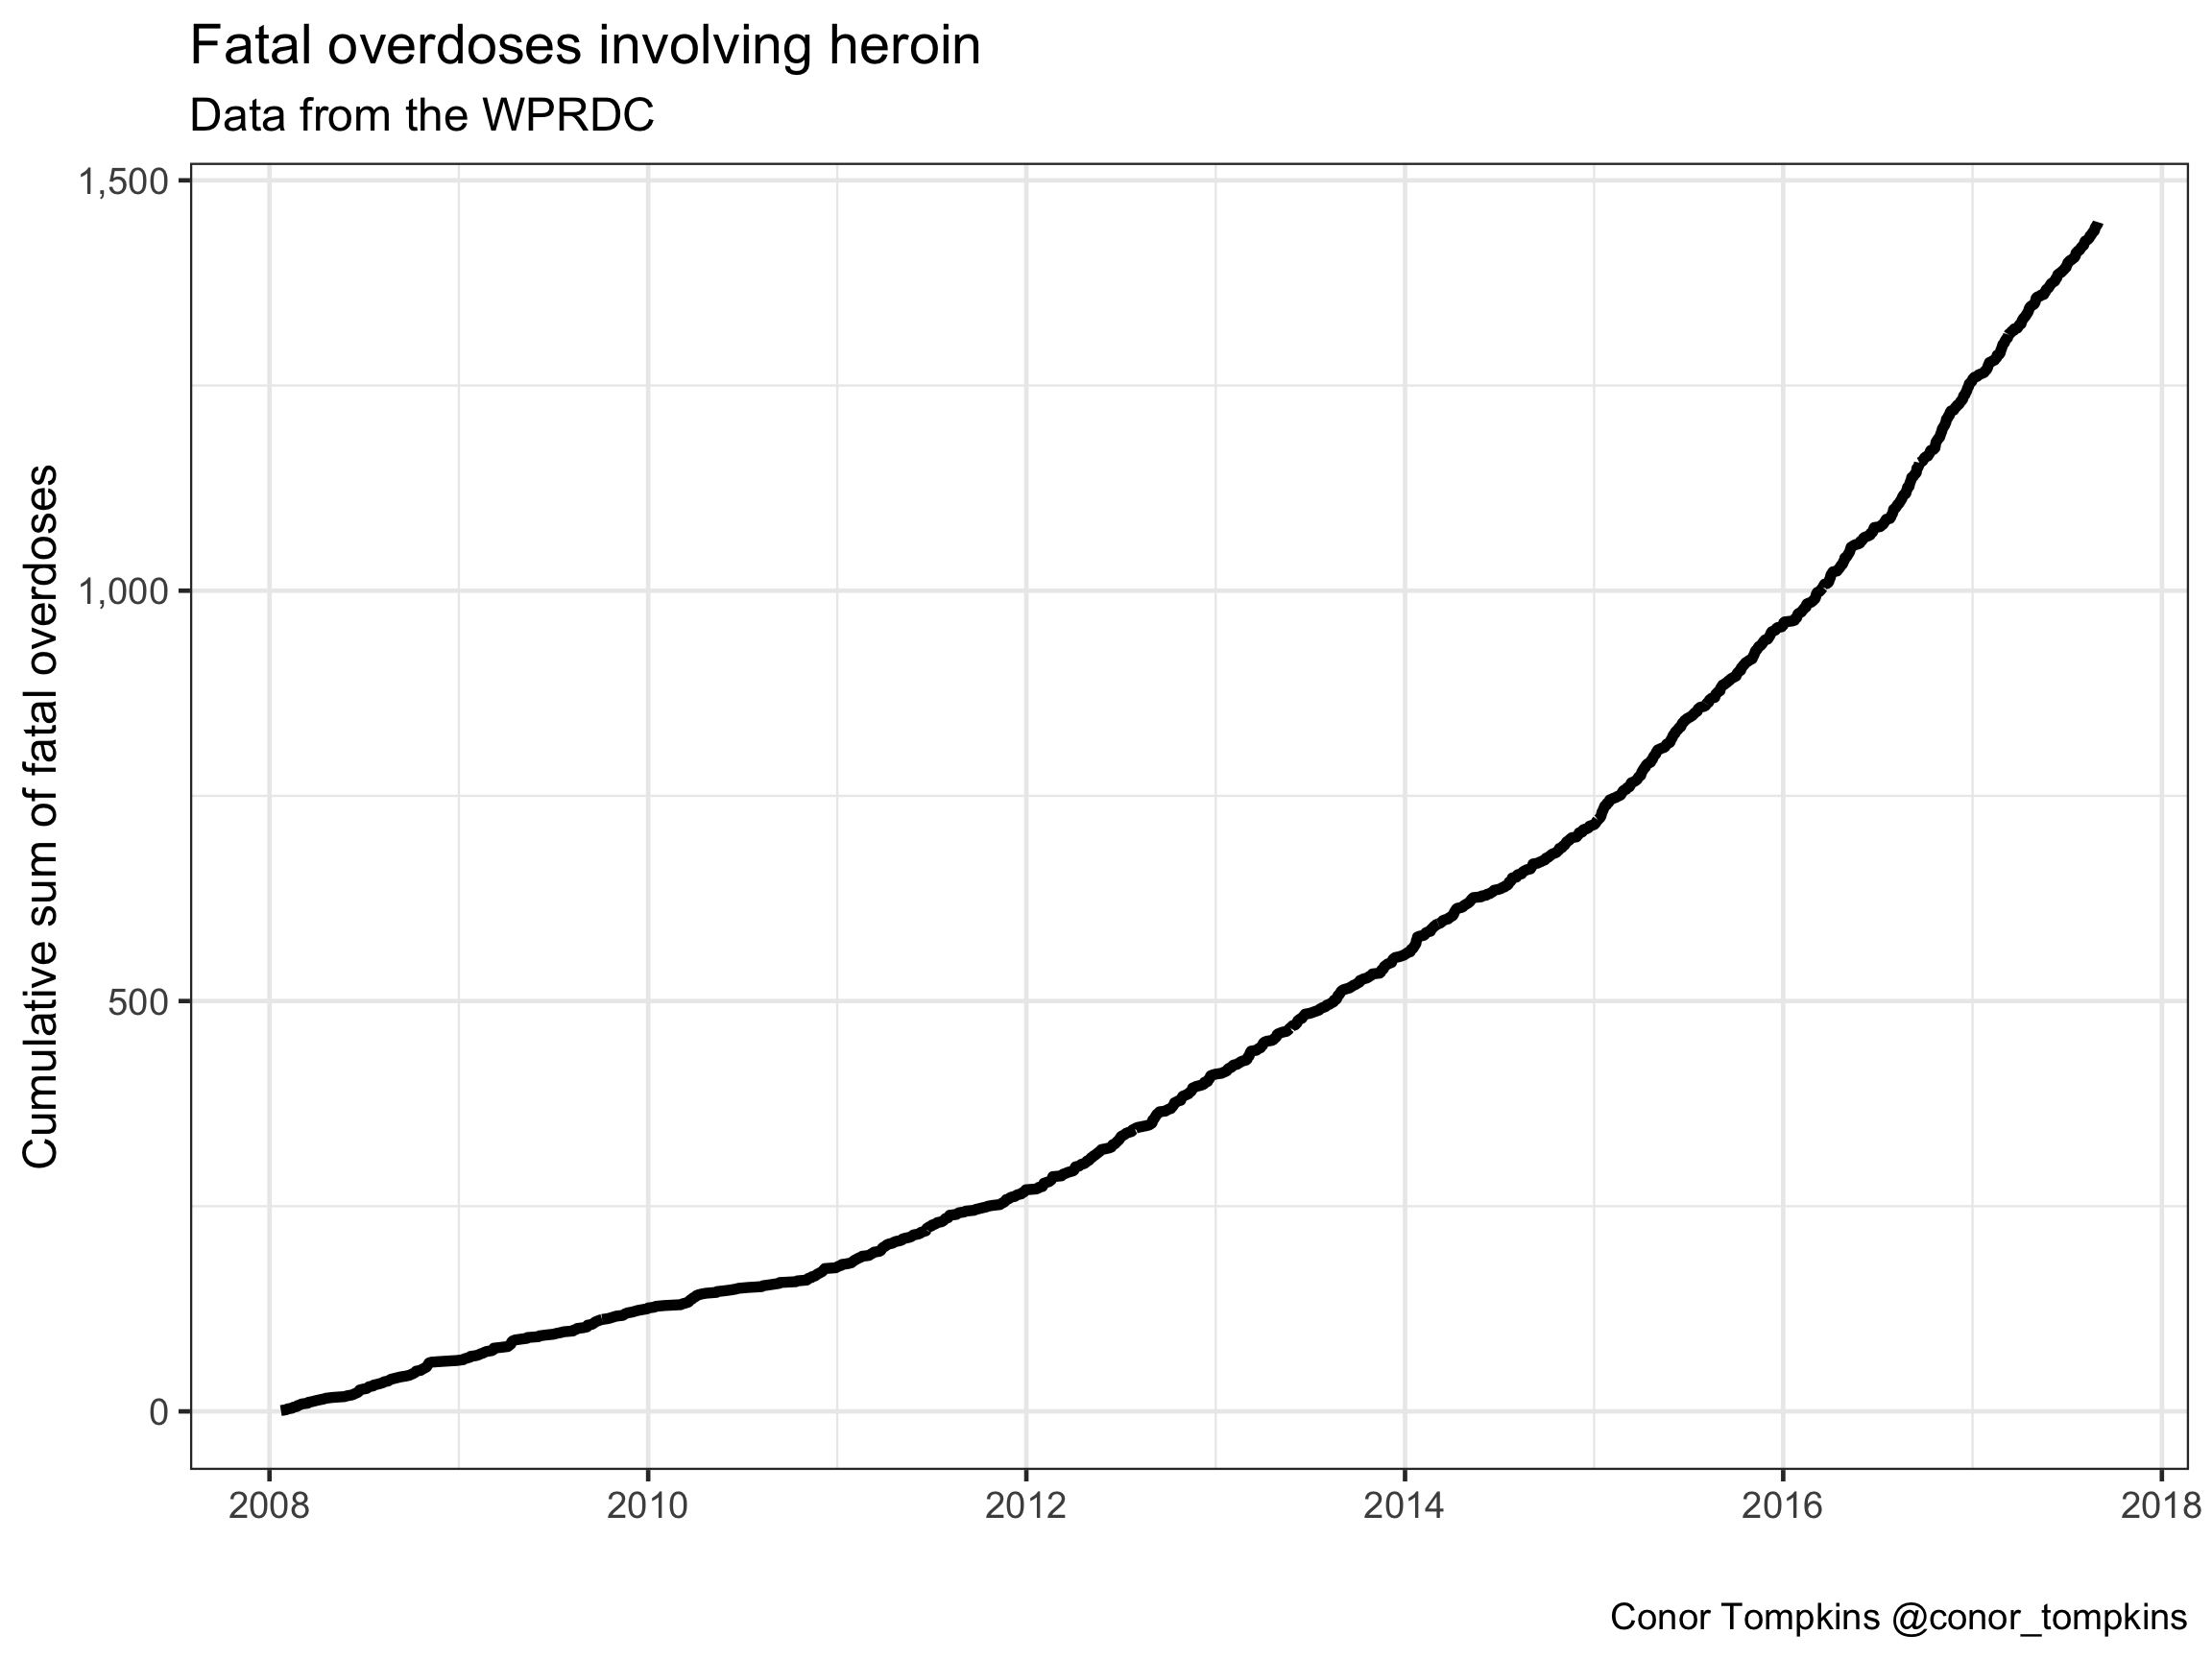 Fatal overdoses involving heroin
Data from the WPRDC
Cumulative sum of fatal overdoses
1,500
1,000
500
0
2008 2010 2012 2014 2016 2018
Conor Tompkins @conor_tompkins